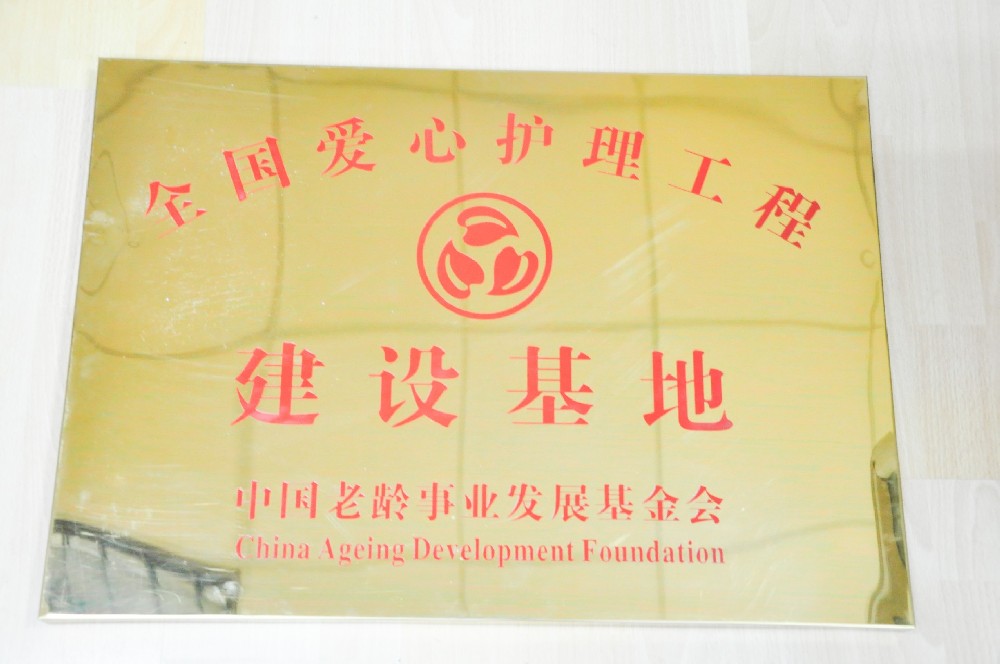 全国爱心护理工程
建设基地
中国老龄事业发展基金会
China Ageing Development Foundation